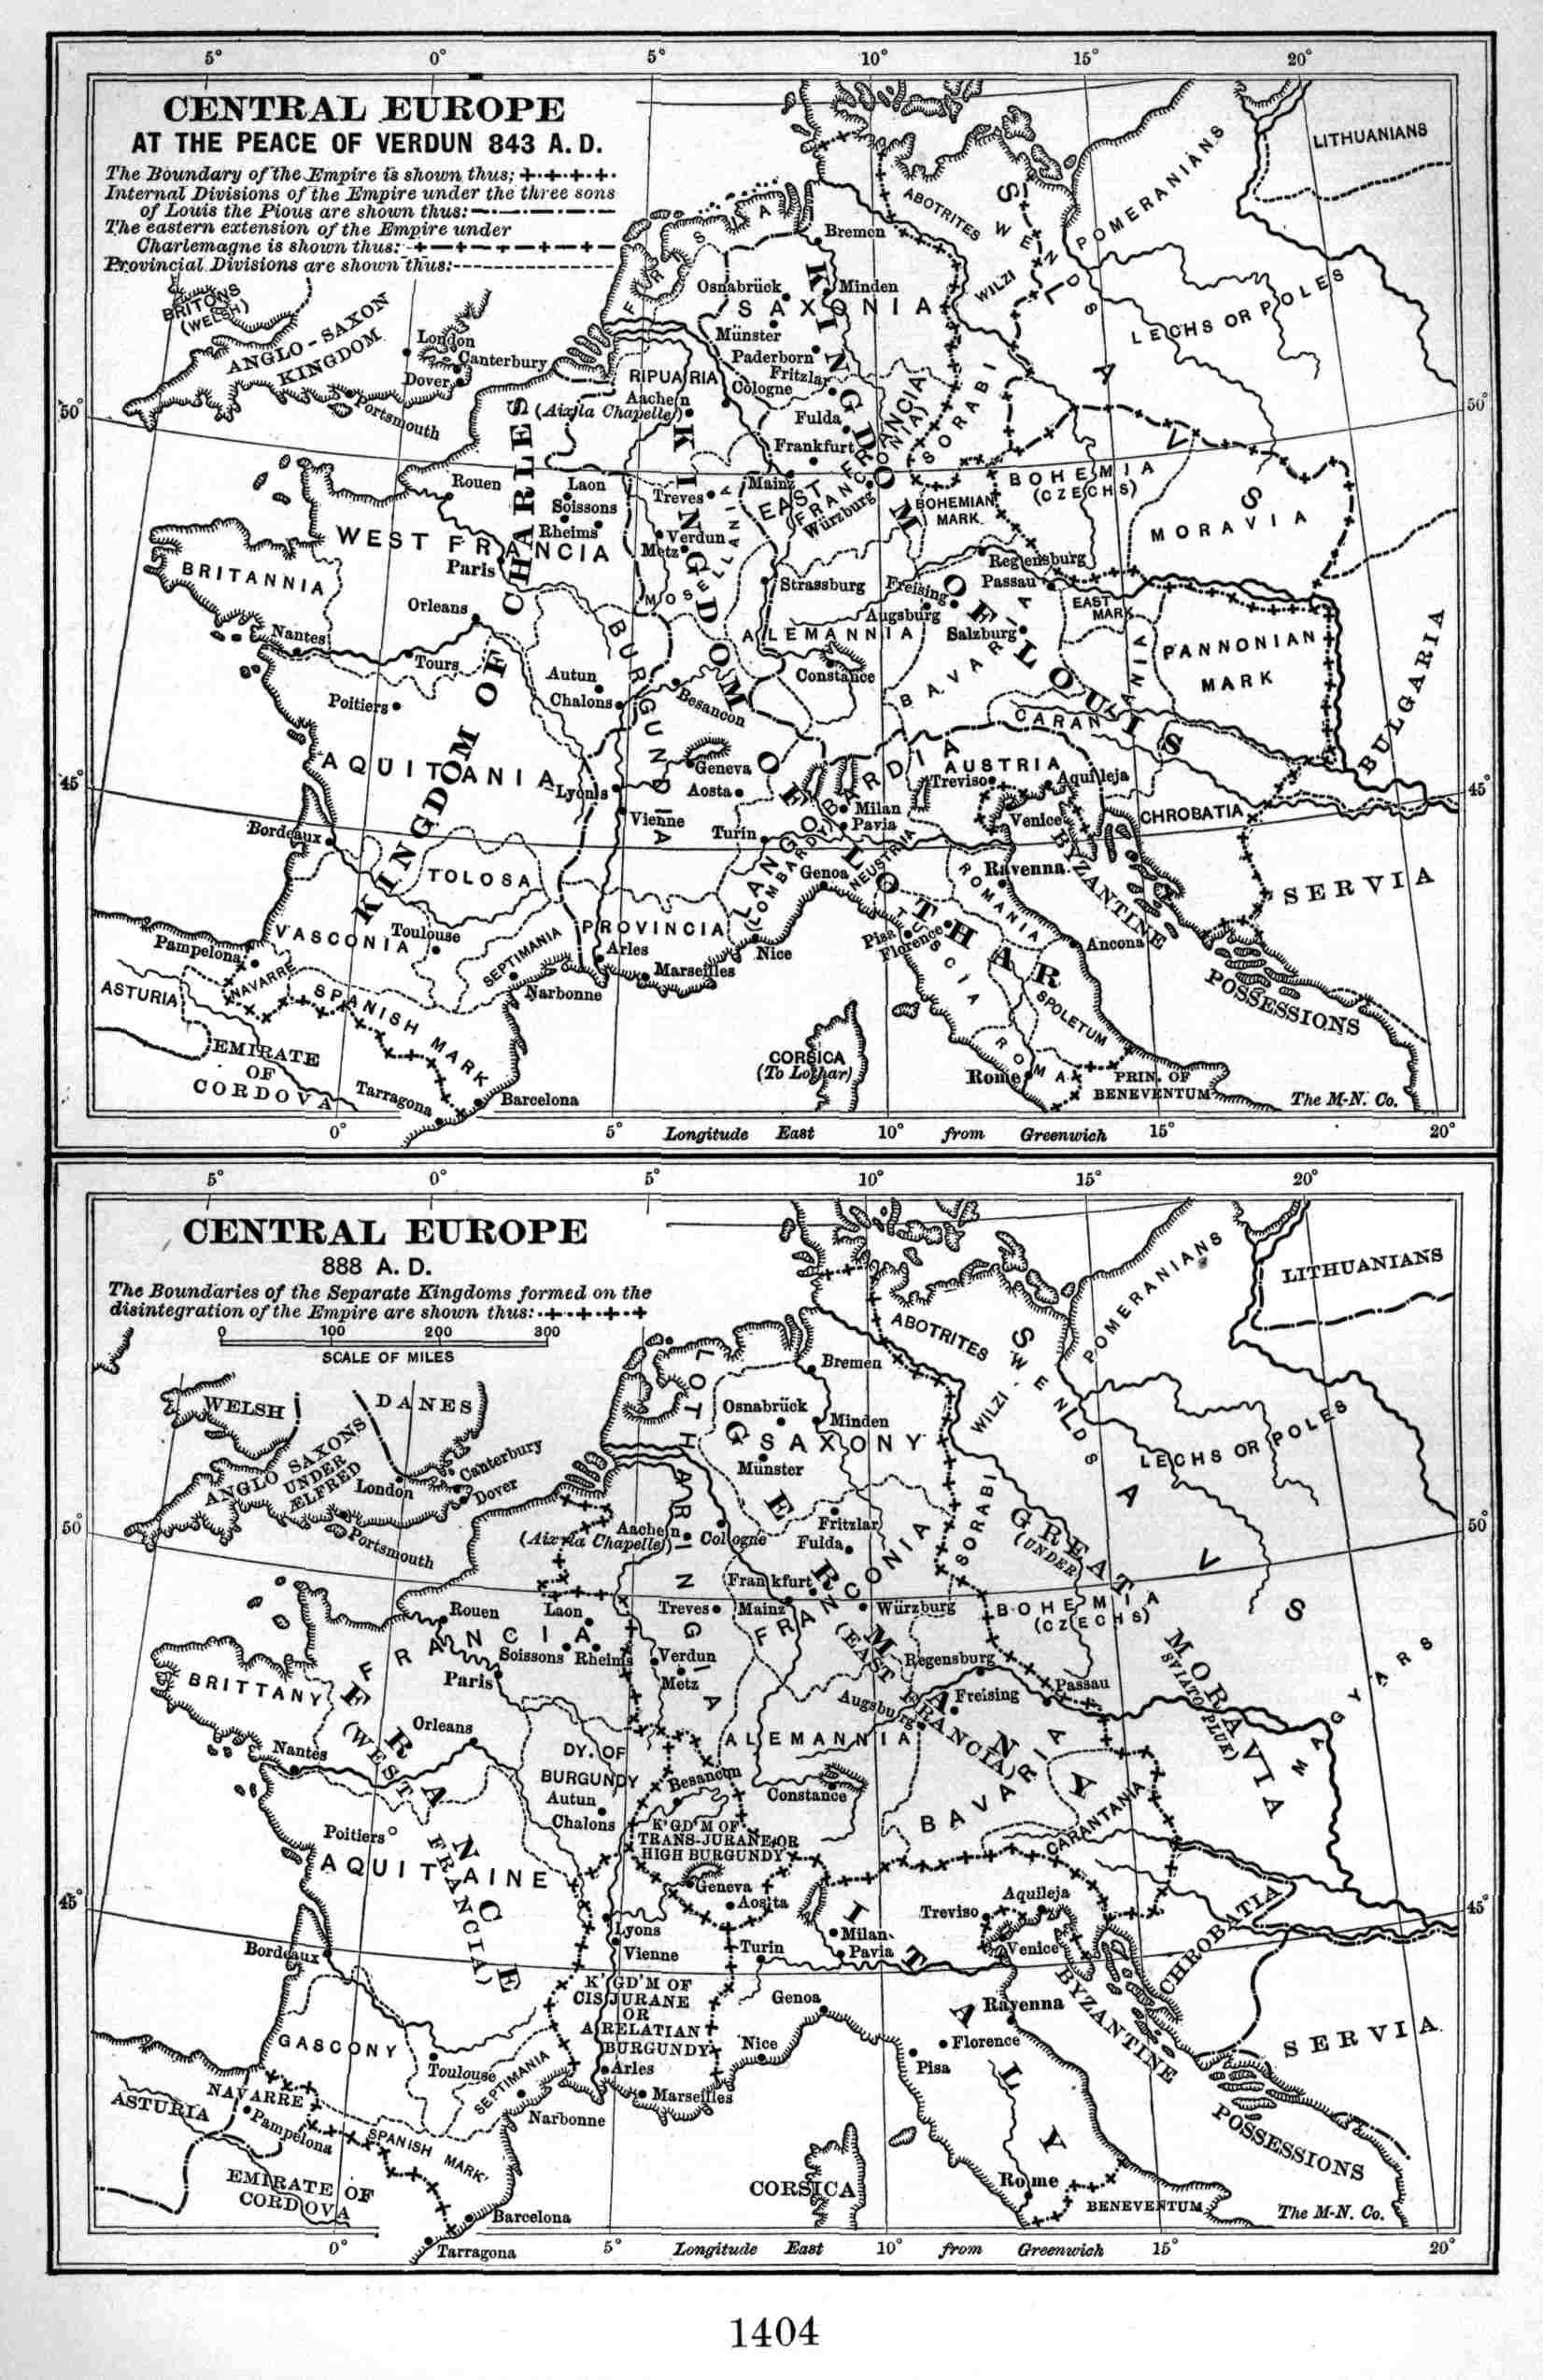 5° 0° 5° 10° 15° 20°
CENTRAL EUROPE
AT THE PEACE OF VERDUN 843 A.D.
The Boundary of the Empire is shown thus;
Internal Divisions of the Empire under the three sons
of Louis the Pious are shown thus:
The eastern extension of the Empire under
Charlemagne is shown thus:
Provincial Divisions are shown thus:
LITHUANIANS
POMERANIANS
ABOTRITES
SWENDS
WILZI
SLAVS
LECHS OR POLES
BRITONS
(WELSH)
ANGLO-SAXON
KINGDOM
London
Canterbury
Dover
Portsmouth
FURSIA
Bremen
Osnabrück
Minden
SAXONIA
Münster
Paderborn
Fritzlar
RIPUARIA
Cologne
Aachen
(Aix la Chapelle)
Fulda
Frankfurt
SORABI
50° 50°
Rouen
Laon
Soissons
Rheims
Treves
Mainz
EAST FRANCIA
(FRANCONIA)
Würzburg
BOHEMIAN
MARK
BOHEMIA
(CZECHS)
MORAVIA
WEST FRANCIA
Paris
Verdun
Metz
MOSELLANIA
BRITANNIA
Strassburg
Regensburg
Freising
Passau
Augsburg
EAST
MARK
Orleans
ALEMANNIA
Salzburg
BAVARIA
PANNONIAN
MARK
Nantes
Tours
Autun
Chalons
Besancon
Constance
Poitiers
BURGUNDIA
CARANTANIA
BULGARIA
KINGDOM OF CHARLES
KINGDOM OF LOTHAR
KINGDOM OF LOUIS
AQUITANIA
Geneva
Aosta
Lyons
Vienne
Turin
LANGOBARDIA
(LOMBARDY)
AUSTRIA
Treviso
Aquileja
Milan
Pavia
Venice
CHROBATIA
45° 45°
Bordeaux
TOLOSA
Genoa
NEUSTRIA
Ravenna
ROMANIA
BYZANTINE
POSSESSIONS
SERVIA
VASCONIA
Toulouse
PROVINCIA
Arles
SEPTIMANIA
Marseilles
Nice
Pisa
Florence
TUSCIA
Ancona
Pampelona
NAVARRE
ASTURIA
SPANISH MARK
Narbonne
SPOLETUM
EMIRATE
OF
CORDOVA
Tarragona
Barcelona
CORSICA
(To Lothar)
ROMA
Rome
PRIN. OF
BENEVENTUM
The M-N. Co.
0° 5° Longitude East 10° from Greenwich 15° 20°
5° 0° 5° 10° 15° 20°
CENTRAL EUROPE
888 A. D.
The Boundaries of the Separate Kingdoms formed on the
disintegration of the Empire are shown thus:
0 100 200 300
SCALE OF MILES
LITHUANIANS
POMERANIANS
ABOTRITES
SWENDS
WILZI
SLAVS
LECHS OR POLES
WELSH
DANES
ANGLO SAXONS
UNDER
ÆLFRED
London
Canterbury
Dover
Portsmouth
LOTHARINGIA
Bremen
Osnabrück
Minden
SAXONY
Münster
GERMANY
(EAST FRANCIA)
50° 50°
Aachen
(Aix la Chapelle)
Cologne
Fritzlar
Fulda
SORABI
GREAT MORAVIA
(UNDER
SVIATOPLUK)
Rouen
Laon
Treves
Frankfurt
Mainz
FRANCONIA
Würzburg
BOHEMIA
(CZECHS)
FRANCIA
Soissons
Rheims
Verdun
Metz
Paris
Regensburg
Passau
Freising
Augsburg
MAGYARS
BRITTANY
FRANCE
(WEST FRANCIA)
Orleans
Nantes
DY. OF
BURGUNDY
Autun
Chalons
Besancon
ALEMANNIA
Constance
BAVARIA
CARANTANIA
Poitiers
AQUITAINE
K'GD'M OF
TRANS-JURANE OR
HIGH BURGUNDY
Geneva
Aosita
45° 45°
Treviso
Aquileja
Venice
CHROBATIA
Lyons
Vienne
Turin
Milan
Pavia
ITALY
Bordeaux
K'GD'M OF
CISJURANE
OR
ARELATIAN
BURGUNDY
Genoa
Ravenna
BYZANTINE
POSSESSIONS
SERVIA
GASCONY
Toulouse
SEPTIMANIA
Arles
Marseilles
Nice
Florence
Pisa
NAVARRE
Pampelona
ASTURIA
SPANISH MARK
Narbonne
EMIRATE OF
CORDOVA
Barcelona
Tarragona
CORSICA
Rome
BENEVENTUM
The M-N. Co.
0° 5° Longitude East 10° from Greenwich 15° 20°
1404